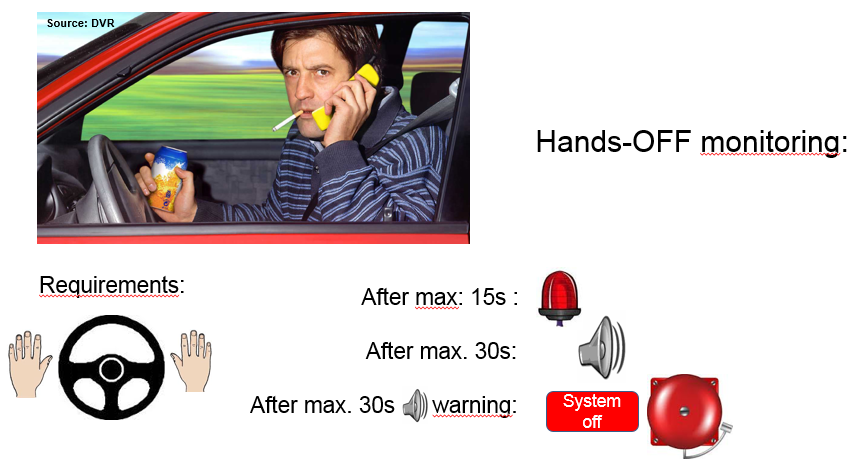 Source: DVR
Hands-OFF monitoring:
Requirements:
After max: 15s :
After max. 30s:
After max. 30s warning:
System
off